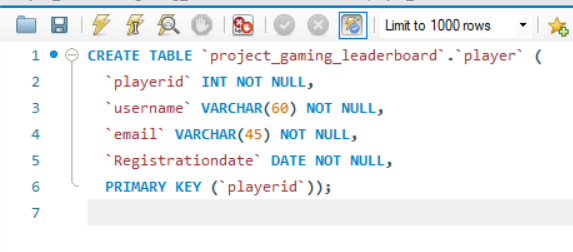 Limit to 1000 rows
1 CREATE TABLE `project_gaming_leaderboard`.`player` (
2 `playerid` INT NOT NULL,
3 `username` VARCHAR(60) NOT NULL,
4 `email` VARCHAR(45) NOT NULL,
5 `Registrationdate` DATE NOT NULL,
6 PRIMARY KEY (`playerid`));
7